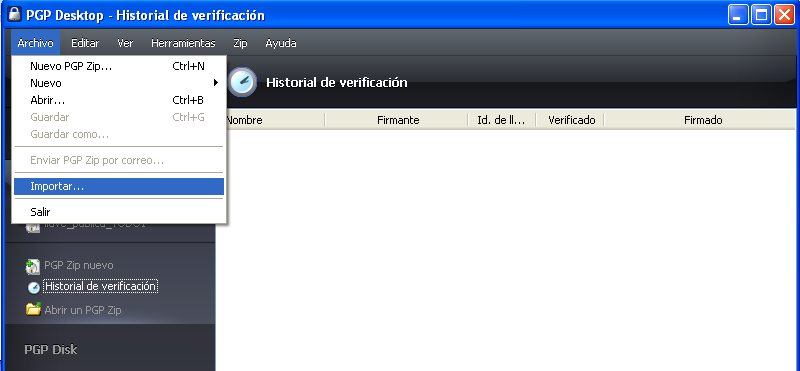 PGP Desktop - Historial de verificación
Archivo Editar Ver Herramientas Zip Ayuda
Nuevo PGP Zip... Ctrl+N
Nuevo
Abrir... Ctrl+B
Guardar Ctrl+G
Guardar como...
Enviar PGP Zip por correo...
Importar...
Salir
Historial de verificación
Nombre Firmante Id. de ll... Verificado Firmado
PGP Zip nuevo
Historial de verificación
Abrir un PGP Zip
PGP Disk